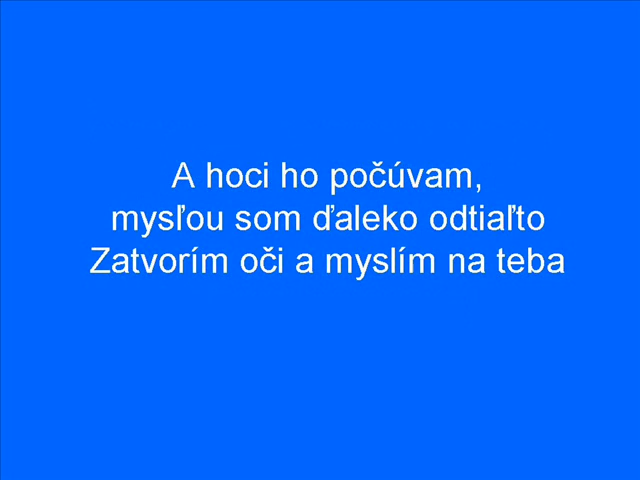 A hoci ho počúvam,
mysľou som ďaleko odtiaľto
Zatvorím oči a myslím na teba